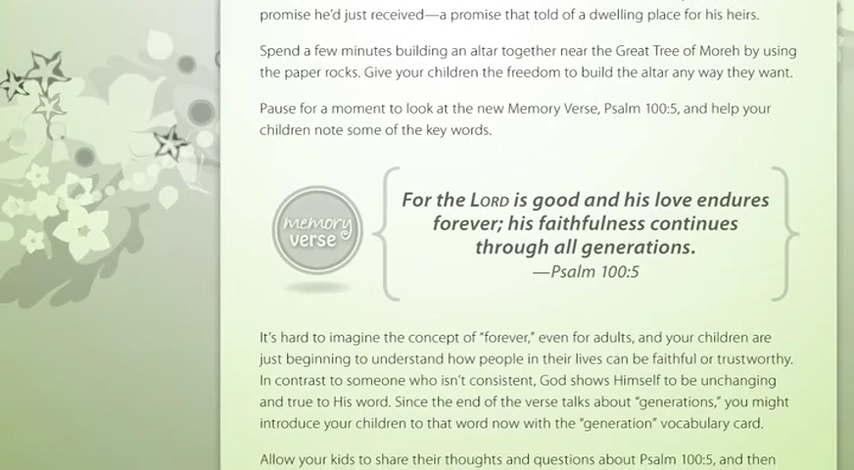 promise he'd just received—a promise that told of a dwelling place for his heirs.
Spend a few minutes building an altar together near the Great Tree of Moreh by using
the paper rocks. Give your children the freedom to build the altar any way they want.
Pause for a moment to look at the new Memory Verse, Psalm 100:5, and help your
children note some of the key words.
memory
verse
For the LORD is good and his love endures
forever; his faithfulness continues
through all generations.
—Psalm 100:5
It's hard to imagine the concept of “forever,” even for adults, and your children are
just beginning to understand how people in their lives can be faithful or trustworthy.
In contrast to someone who isn't consistent, God shows Himself to be unchanging
and true to His word. Since the end of the verse talks about “generations,” you might
introduce your children to that word now with the “generation” vocabulary card.
Allow your kids to share their thoughts and questions about Psalm 100:5, and then